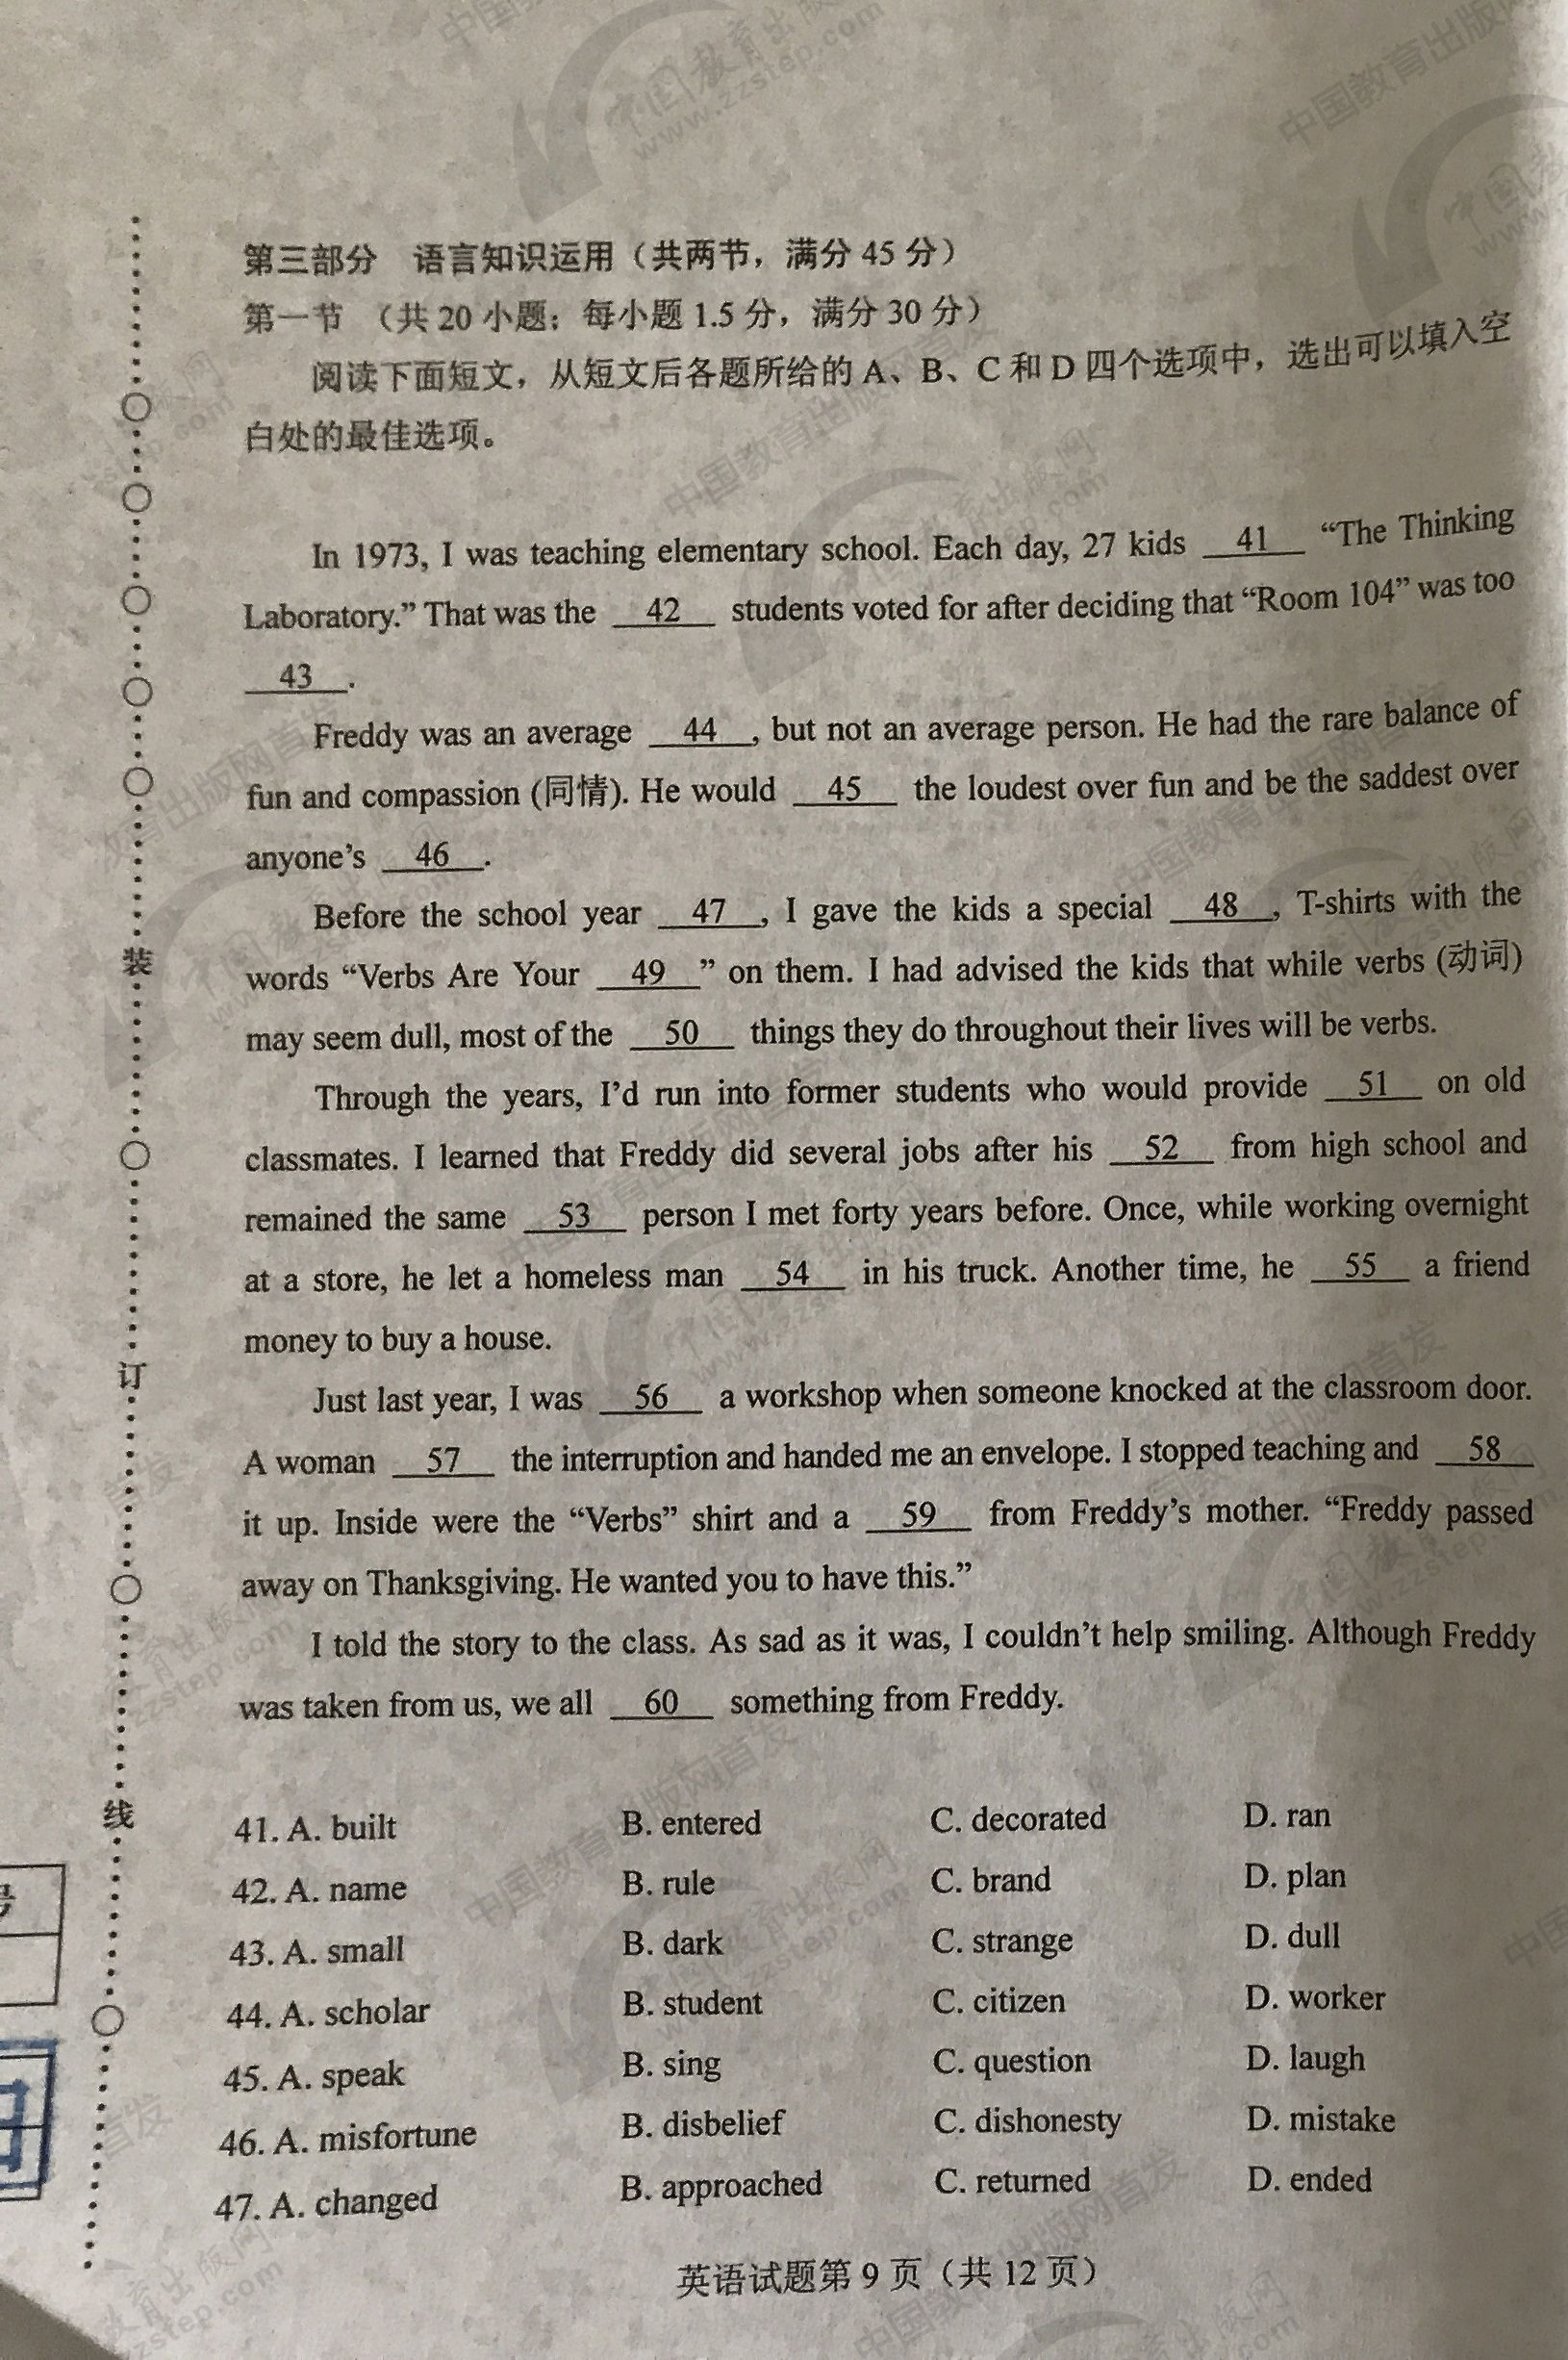 第三部分 语言知识运用（共两节，满分 45 分）
第一节 （共 20 小题；每小题 1.5 分，满分 30 分）
阅读下面短文，从短文后各题所给的 A、B、C 和 D 四个选项中，选出可以填入空
白处的最佳选项。
In 1973, I was teaching elementary school. Each day, 27 kids 41 “The Thinking
Laboratory.” That was the 42 students voted for after deciding that “Room 104” was too
43 .
Freddy was an average 44 , but not an average person. He had the rare balance of
fun and compassion (同情). He would 45 the loudest over fun and be the saddest over
anyone’s 46 .
Before the school year 47 , I gave the kids a special 48 , T-shirts with the
words “Verbs Are Your 49 ” on them. I had advised the kids that while verbs (动词)
may seem dull, most of the 50 things they do throughout their lives will be verbs.
Through the years, I’d run into former students who would provide 51 on old
classmates. I learned that Freddy did several jobs after his 52 from high school and
remained the same 53 person I met forty years before. Once, while working overnight
at a store, he let a homeless man 54 in his truck. Another time, he 55 a friend
money to buy a house.
Just last year, I was 56 a workshop when someone knocked at the classroom door.
A woman 57 the interruption and handed me an envelope. I stopped teaching and 58
it up. Inside were the “Verbs” shirt and a 59 from Freddy’s mother. “Freddy passed
away on Thanksgiving. He wanted you to have this.”
I told the story to the class. As sad as it was, I couldn’t help smiling. Although Freddy
was taken from us, we all 60 something from Freddy.
41. A. built B. entered C. decorated D. ran
42. A. name B. rule C. brand D. plan
43. A. small B. dark C. strange D. dull
44. A. scholar B. student C. citizen D. worker
45. A. speak B. sing C. question D. laugh
46. A. misfortune B. disbelief C. dishonesty D. mistake
47. A. changed B. approached C. returned D. ended
英语试题第 9 页（共 12 页）
装
订
线
中国教育出版网
www.zzstep.com